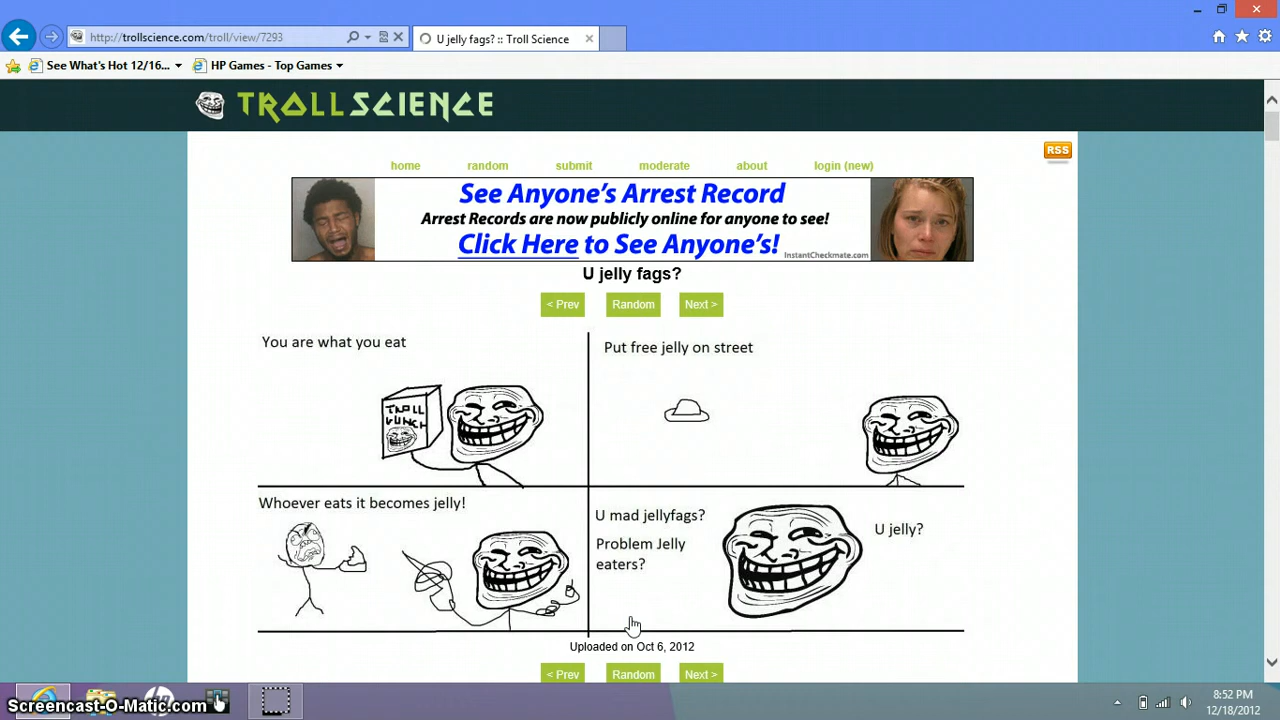 http://trollscience.com/troll/view/7293
U jelly fags? :: Troll Science
See What's Hot 12/16...
HP Games - Top Games
TROLLSCIENCE
RSS
home random submit moderate about login (new)
See Anyone's Arrest Record
Arrest Records are now publicly online for anyone to see!
Click Here to See Anyone's!
InstantCheckmate.com
U jelly fags?
< Prev Random Next >
You are what you eat
TROLL
Put free jelly on street
Whoever eats it becomes jelly!
U mad jellyfags?
Problem Jelly
eaters?
U jelly?
Uploaded on Oct 6, 2012
< Prev Random Next >
Screencast-O-Matic.com
8:52 PM
12/18/2012